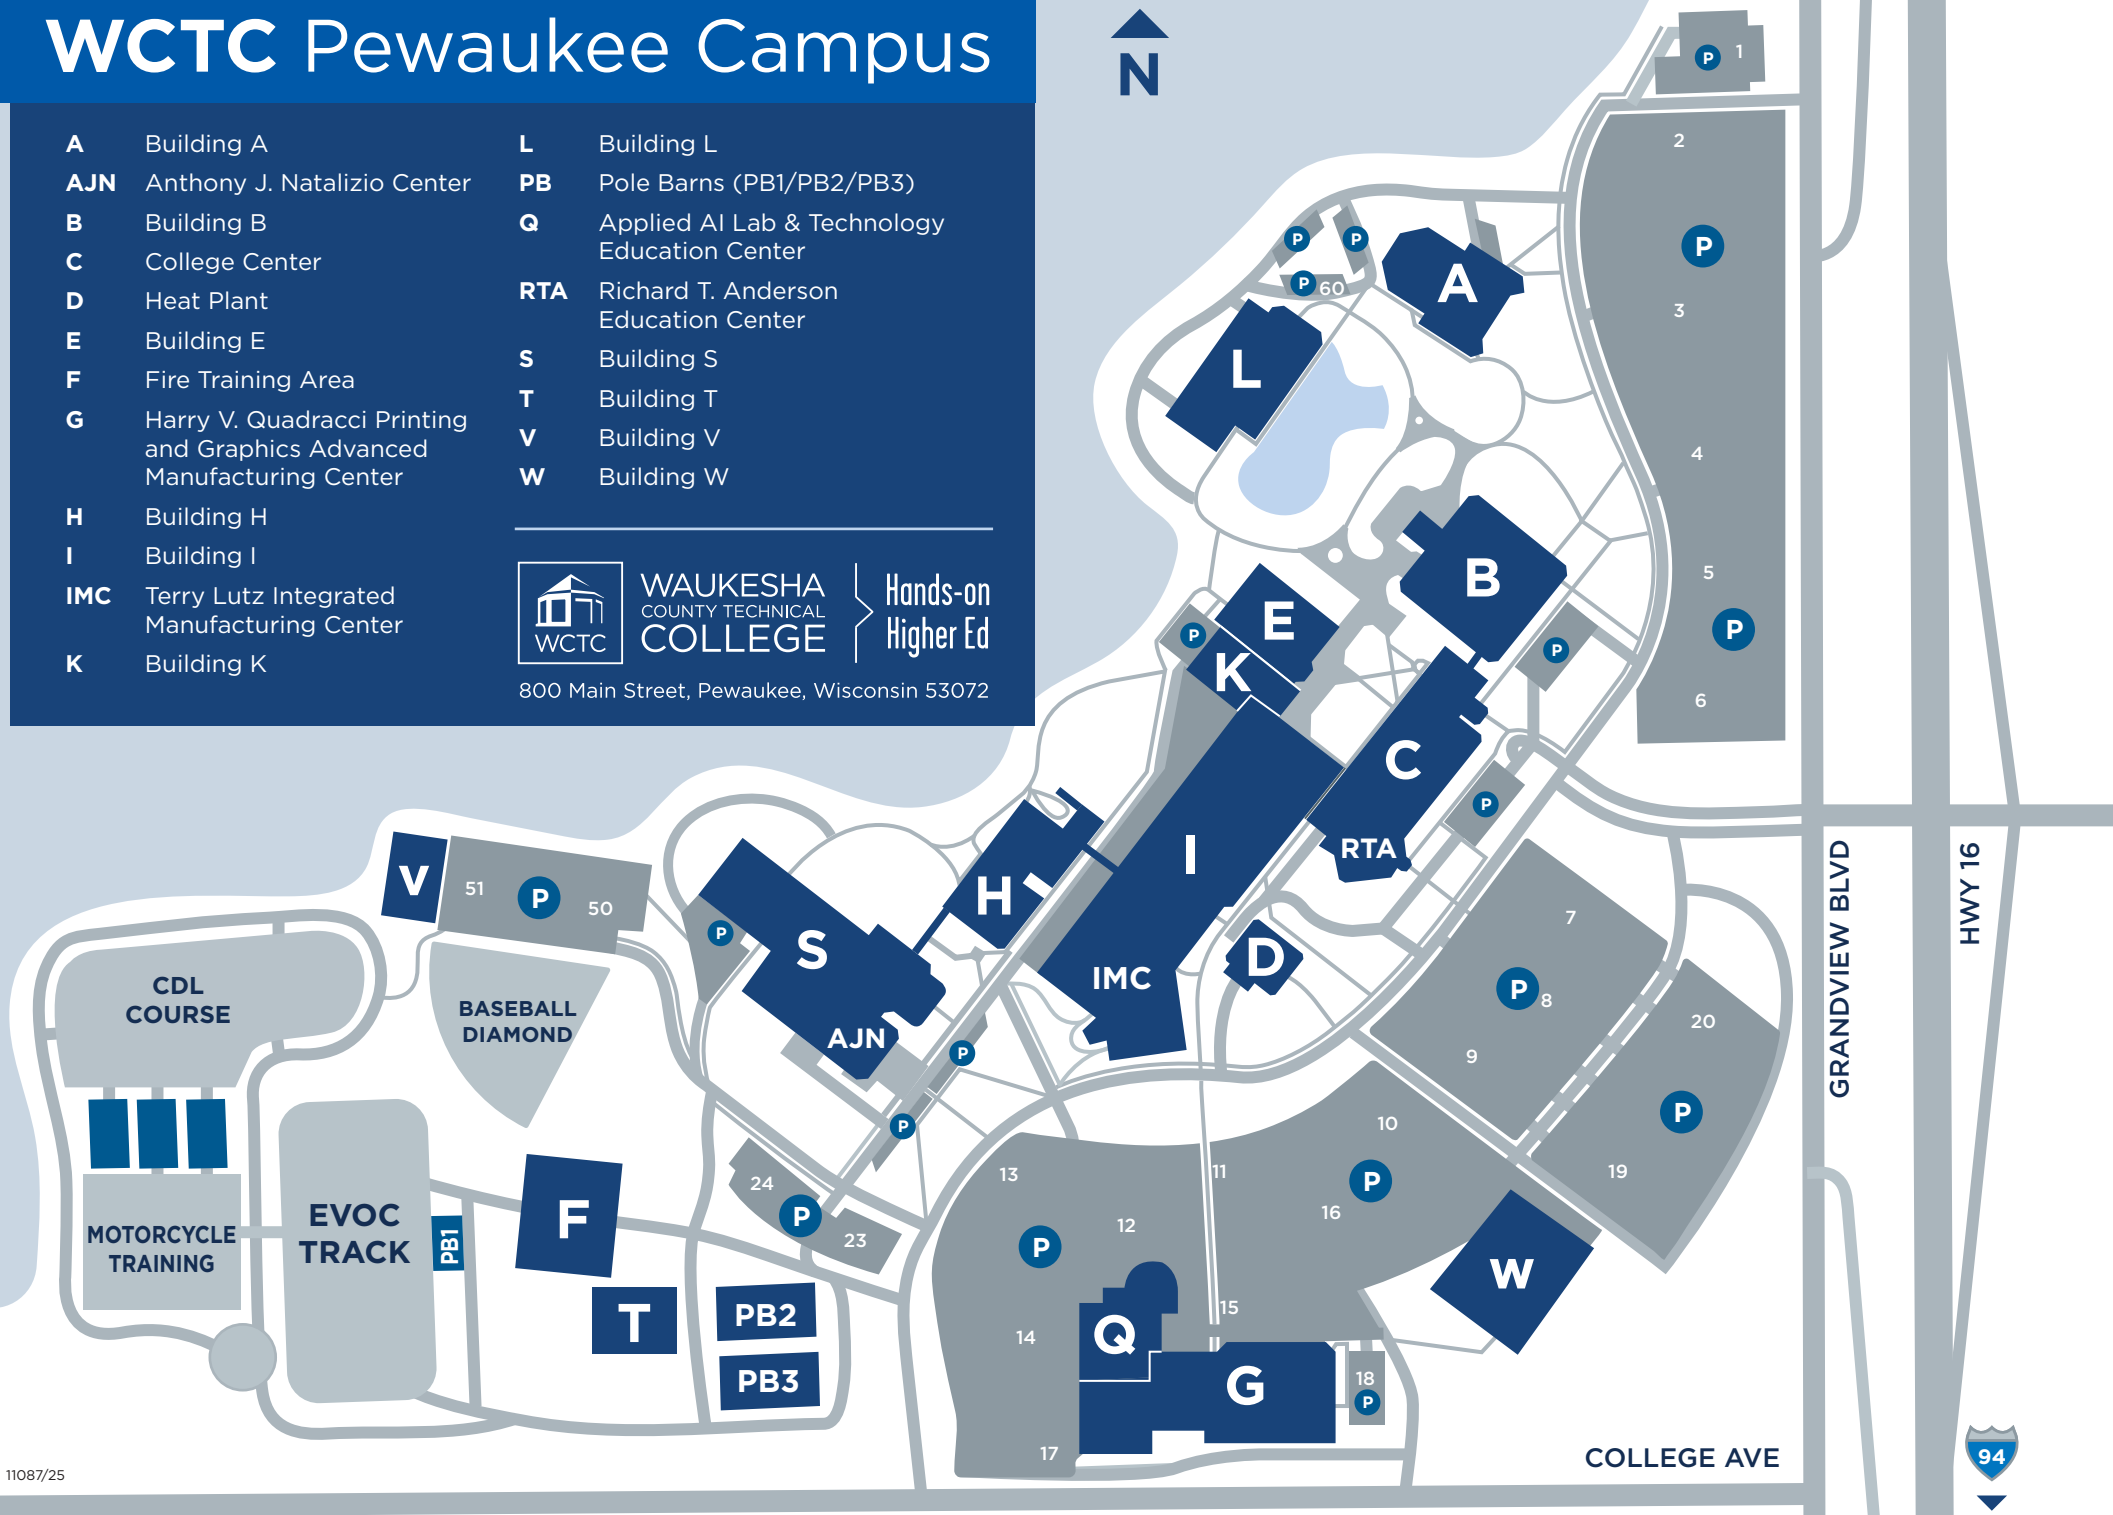 WCTC Pewaukee Campus
N
A Building A
AJN Anthony J. Natalizio Center
B Building B
C College Center
D Heat Plant
E Building E
F Fire Training Area
G Harry V. Quadracci Printing
and Graphics Advanced
Manufacturing Center
H Building H
I Building I
IMC Terry Lutz Integrated
Manufacturing Center
K Building K
L Building L
PB Pole Barns (PB1/PB2/PB3)
Q Applied AI Lab & Technology
Education Center
RTA Richard T. Anderson
Education Center
S Building S
T Building T
V Building V
W Building W
WCTC
WAUKESHA
COUNTY TECHNICAL
COLLEGE
Hands-on
Higher Ed
800 Main Street, Pewaukee, Wisconsin 53072
P 1
2
P
3
4
5
P
6
P
P
P 60
A
L
B
P
E
P
K
C
P
RTA
I
H
IMC
D
V
51 P 50
P
S
AJN
P
P
CDL
COURSE
BASEBALL
DIAMOND
MOTORCYCLE
TRAINING
EVOC
TRACK
PB1
F
T
PB2
PB3
24
P
23
7
P 8
9
20
P
19
10
P
11
16
13
12
P
14
15
17
Q
G
18
P
W
GRANDVIEW BLVD
HWY 16
COLLEGE AVE
94
11087/25